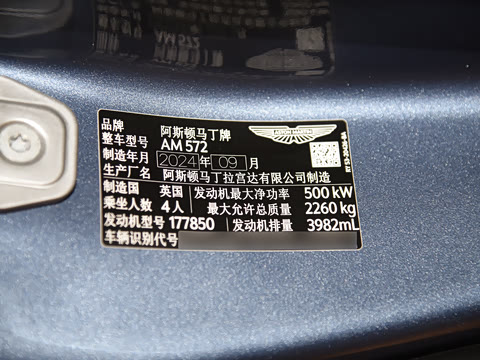 品牌 阿斯顿马丁牌
整车型号 AM 572
制造年月 2024年 09月
生产厂名 阿斯顿马丁拉宫达有限公司制造
制造国 英国 发动机最大净功率 500 kW
乘坐人数 4人 最大允许总质量 2260 kg
发动机型号 177850 发动机排量 3982mL
车辆识别代号
ASTON MARTIN